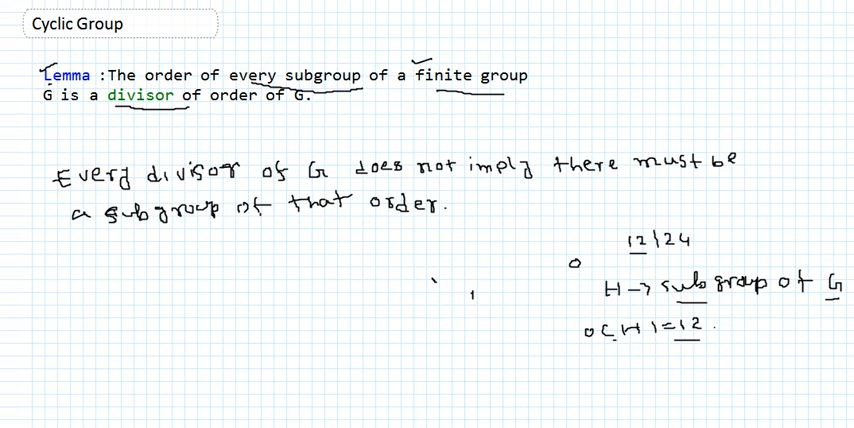 Cyclic Group
Lemma :The order of every subgroup of a finite group
G is a divisor of order of G.
Every divisor of G does not imply there must be
a subgroup of that order.
12|24
H→ subgroup of G
o(H)=12.